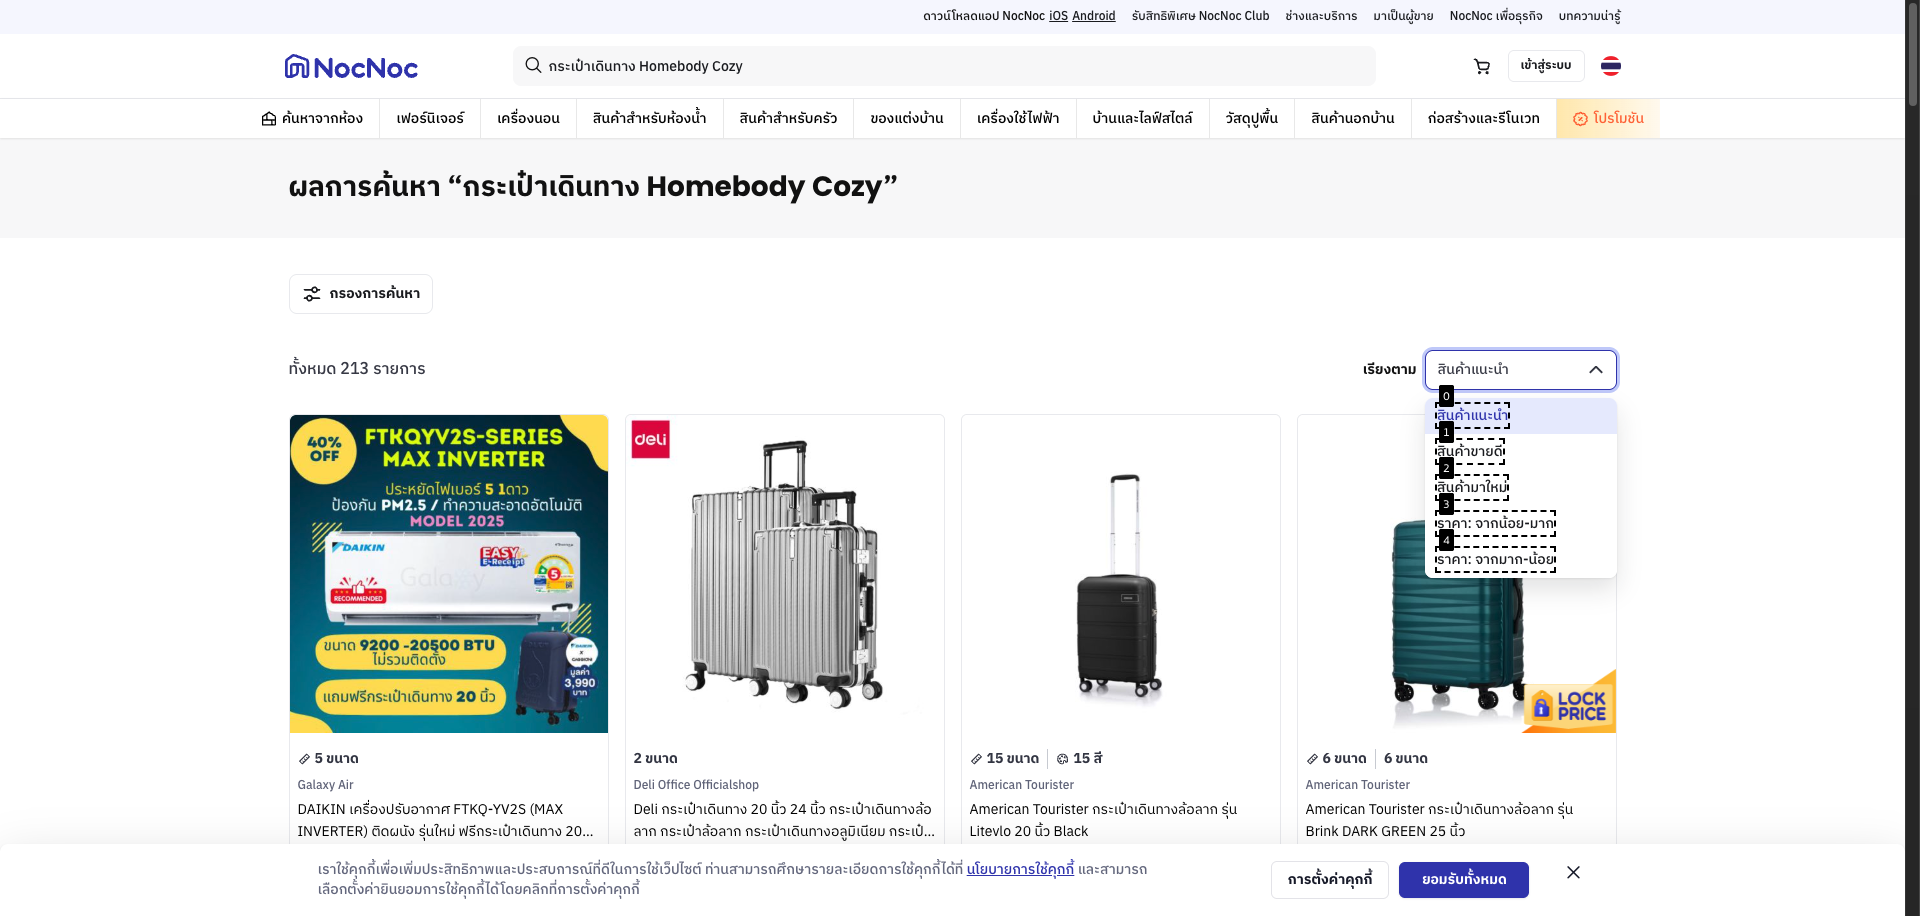 ดาวน์โหลดแอป NocNoc iOS Android รับสิทธิพิเศษ NocNoc Club ช่างและบริการ มาเป็นผู้ขาย NocNoc เพื่อธุรกิจ บทความน่ารู้
NocNoc กระเป๋าเดินทาง Homebody Cozy เข้าสู่ระบบ
ค้นหาจากห้อง เฟอร์นิเจอร์ เครื่องนอน สินค้าสำหรับห้องน้ำ สินค้าสำหรับครัว ของแต่งบ้าน เครื่องใช้ไฟฟ้า บ้านและไลฟ์สไตล์ วัสดุปูพื้น สินค้านอกบ้าน ก่อสร้างและรีโนเวท โปรโมชัน
ผลการค้นหา “กระเป๋าเดินทาง Homebody Cozy”
กรองการค้นหา
ทั้งหมด 213 รายการ
เรียงตาม สินค้าแนะนำ
0
สินค้าแนะนำ
1
สินค้าขายดี
2
สินค้ามาใหม่
3
ราคา: จากน้อย-มาก
4
ราคา: จากมาก-น้อย
40% OFF
FTKQYV2S-SERIES
MAX INVERTER
ประหยัดไฟเบอร์ 5 1ดาว
ป้องกัน PM2.5 / ทำความสะอาดอัตโนมัติ
MODEL 2025
DAIKIN
EASY
E-Receipt
5
Galaxy
RECOMMENDED
ขนาด 9200 -20500 BTU
ไม่รวมติดตั้ง
DAIKIN
X
มูลค่า
3,990
บาท
แถมฟรีกระเป๋าเดินทาง 20 นิ้ว
deli
LOCK
PRICE
5 ขนาด
Galaxy Air
DAIKIN เครื่องปรับอากาศ FTKQ-YV2S (MAX
INVERTER) ติดผนัง รุ่นใหม่ ฟรีกระเป๋าเดินทาง 20...
2 ขนาด
Deli Office Officialshop
Deli กระเป๋าเดินทาง 20 นิ้ว 24 นิ้ว กระเป๋าเดินทางล้อ
ลาก กระเป๋าล้อลาก กระเป๋าเดินทางอลูมิเนียม กระเป๋...
15 ขนาด 15 สี
American Tourister
American Tourister กระเป๋าเดินทางล้อลาก รุ่น
Litevlo 20 นิ้ว Black
6 ขนาด 6 ขนาด
American Tourister
American Tourister กระเป๋าเดินทางล้อลาก รุ่น
Brink DARK GREEN 25 นิ้ว
เราใช้คุกกี้เพื่อเพิ่มประสิทธิภาพและประสบการณ์ที่ดีในการใช้เว็ปไซต์ ท่านสามารถศึกษารายละเอียดการใช้คุกกี้ได้ที่ นโยบายการใช้คุกกี้ และสามารถ
เลือกตั้งค่ายินยอมการใช้คุกกี้ได้โดยคลิกที่การตั้งค่าคุกกี้
การตั้งค่าคุกกี้ ยอมรับทั้งหมด